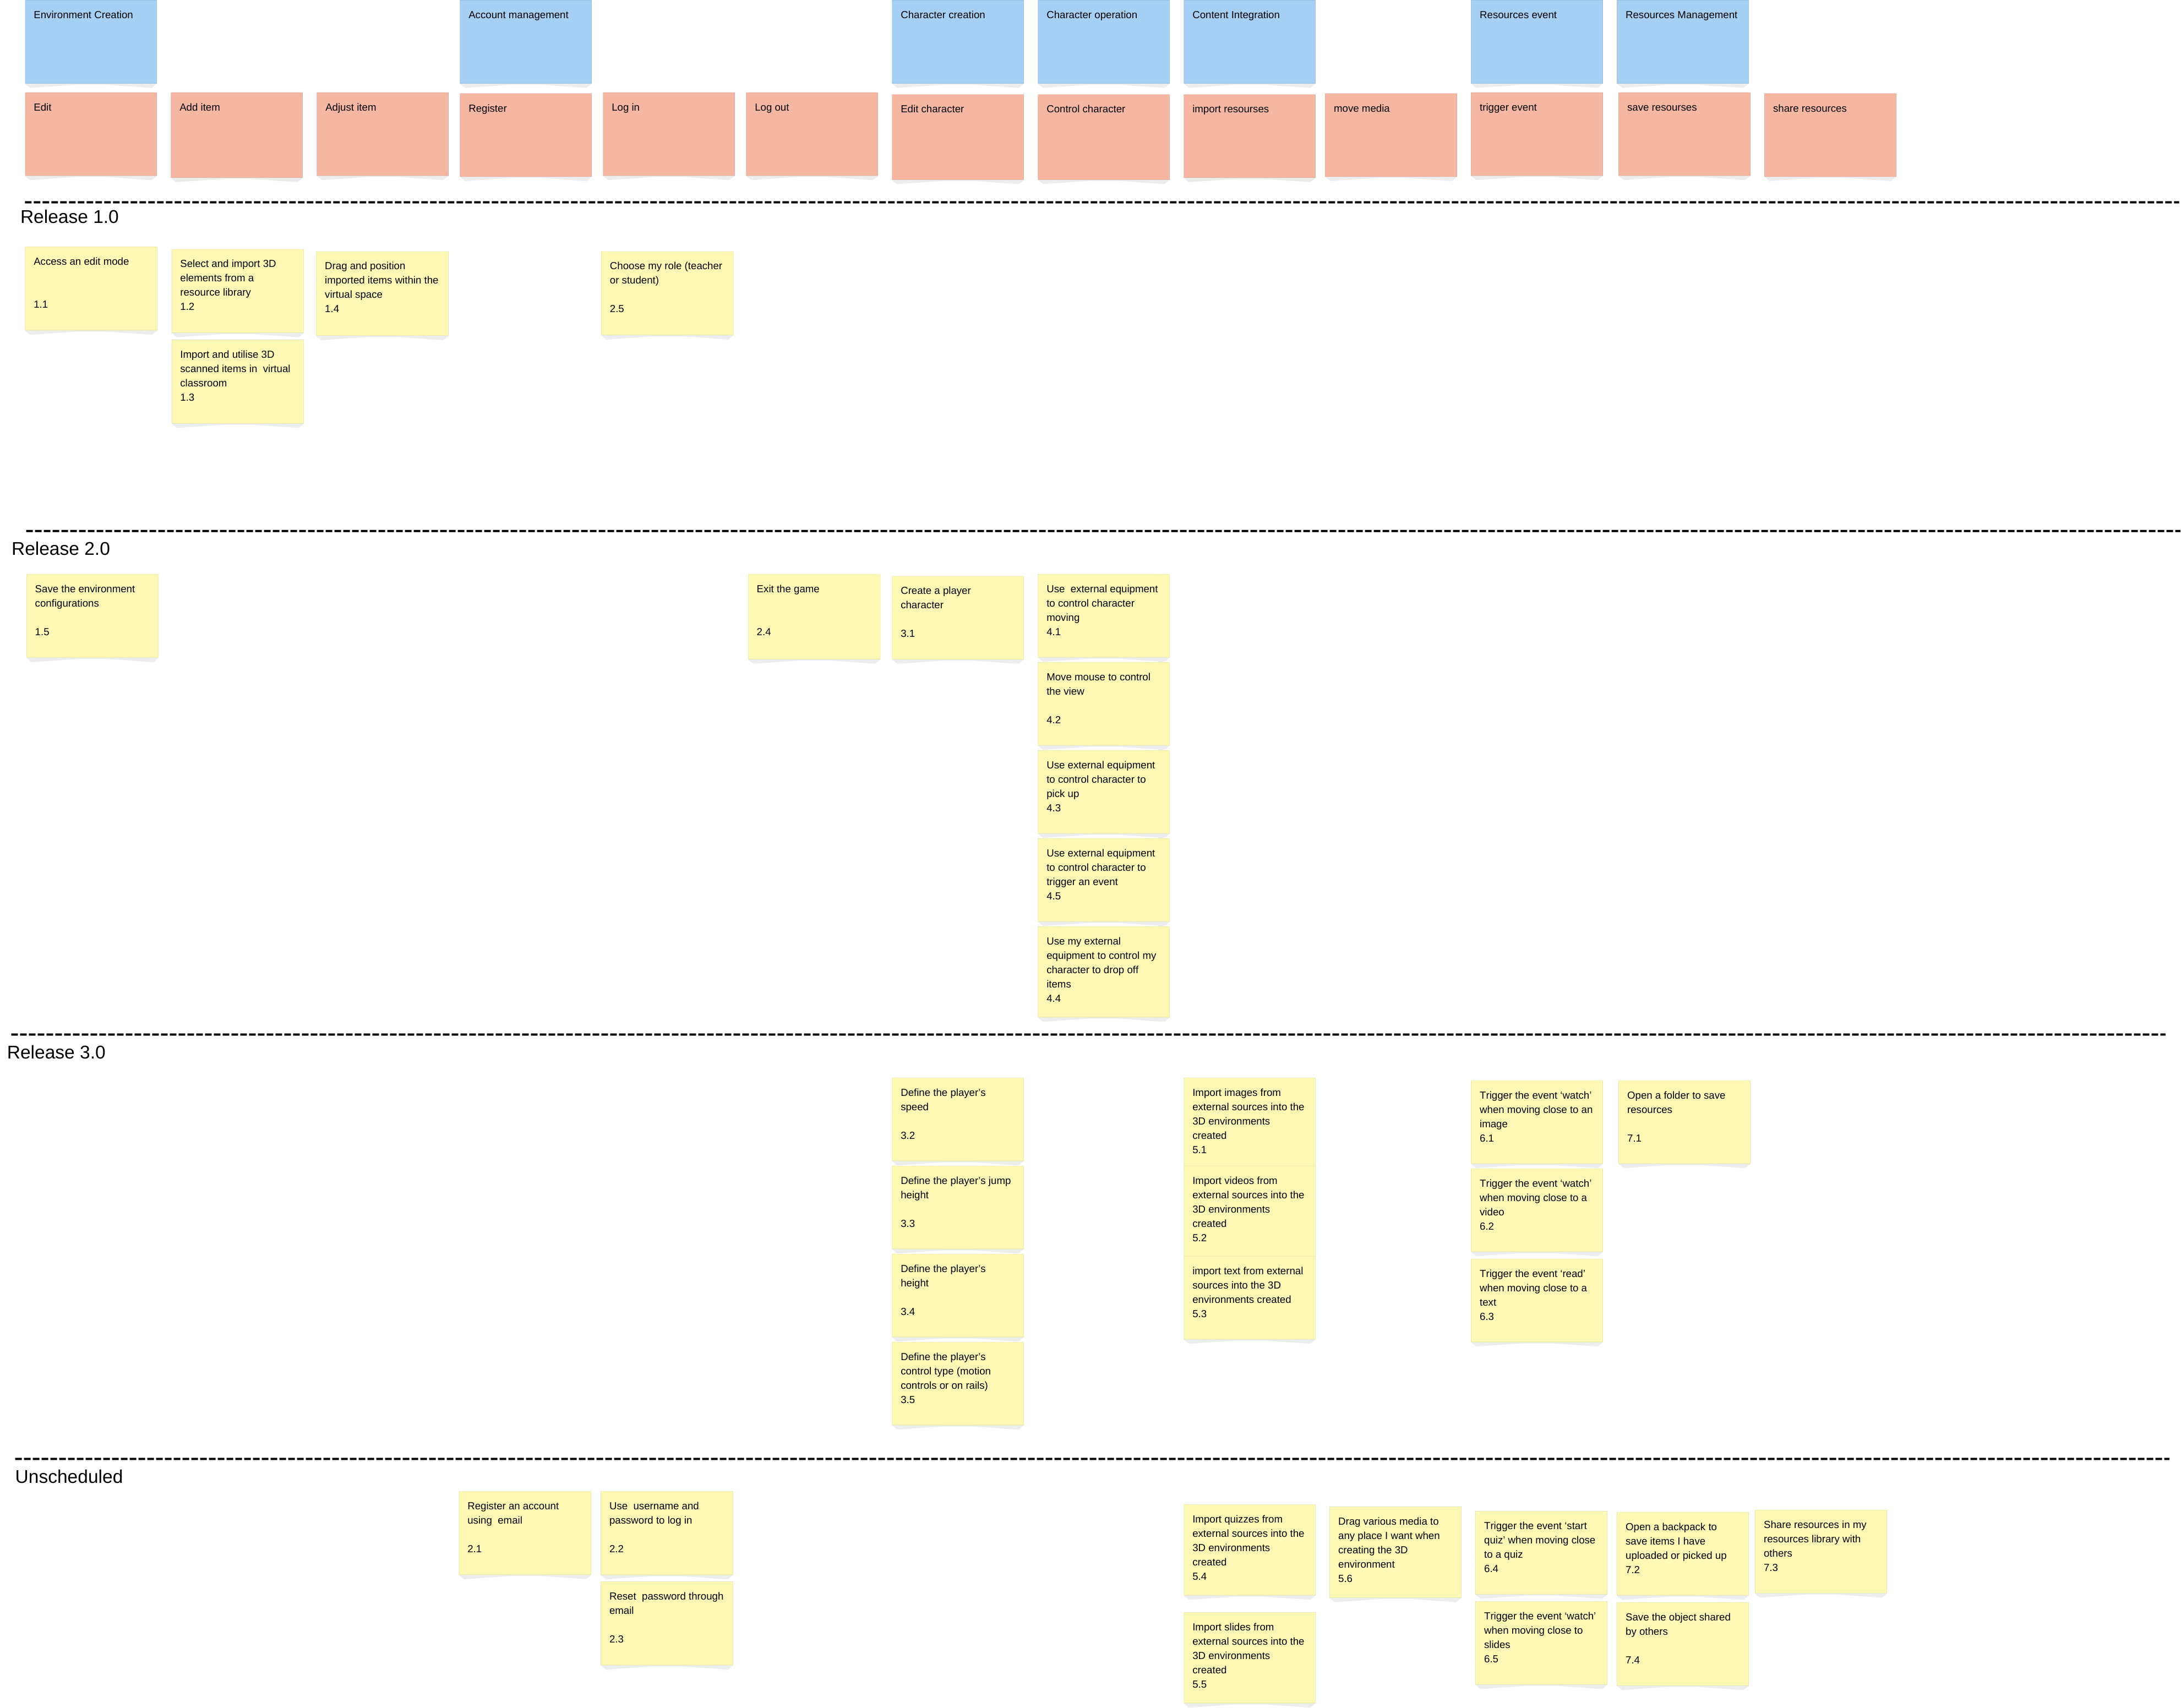 Environment Creation
Account management
Character creation
Character operation
Content Integration
Resources event
Resources Management
Edit
Add item
Adjust item
Register
Log in
Log out
Edit character
Control character
import resourses
move media
trigger event
save resourses
share resources
Release 1.0
Access an edit mode
1.1
Select and import 3D
elements from a
resource library
1.2
Import and utilise 3D
scanned items in  virtual
classroom
1.3
Drag and position
imported items within the
virtual space
1.4
Choose my role (teacher
or student)
2.5
Release 2.0
Save the environment
configurations
1.5
Exit the game
2.4
Create a player
character
3.1
Use  external equipment
to control character
moving
4.1
Move mouse to control
the view
4.2
Use external equipment
to control character to
pick up
4.3
Use external equipment
to control character to
trigger an event
4.5
Use my external
equipment to control my
character to drop off
items
4.4
Release 3.0
Define the player’s
speed
3.2
Define the player’s jump
height
3.3
Define the player’s
height
3.4
Define the player’s
control type (motion
controls or on rails)
3.5
Import images from
external sources into the
3D environments
created
5.1
Import videos from
external sources into the
3D environments
created
5.2
import text from external
sources into the 3D
environments created
5.3
Trigger the event ‘watch’
when moving close to an
image
6.1
Trigger the event ‘watch’
when moving close to a
video
6.2
Trigger the event ‘read’
when moving close to a
text
6.3
Open a folder to save
resources
7.1
Unscheduled
Register an account
using  email
2.1
Use  username and
password to log in
2.2
Reset  password through
email
2.3
Import quizzes from
external sources into the
3D environments
created
5.4
Import slides from
external sources into the
3D environments
created
5.5
Drag various media to
any place I want when
creating the 3D
environment
5.6
Trigger the event ‘start
quiz’ when moving close
to a quiz
6.4
Trigger the event ‘watch’
when moving close to
slides
6.5
Open a backpack to
save items I have
uploaded or picked up
7.2
Save the object shared
by others
7.4
Share resources in my
resources library with
others
7.3